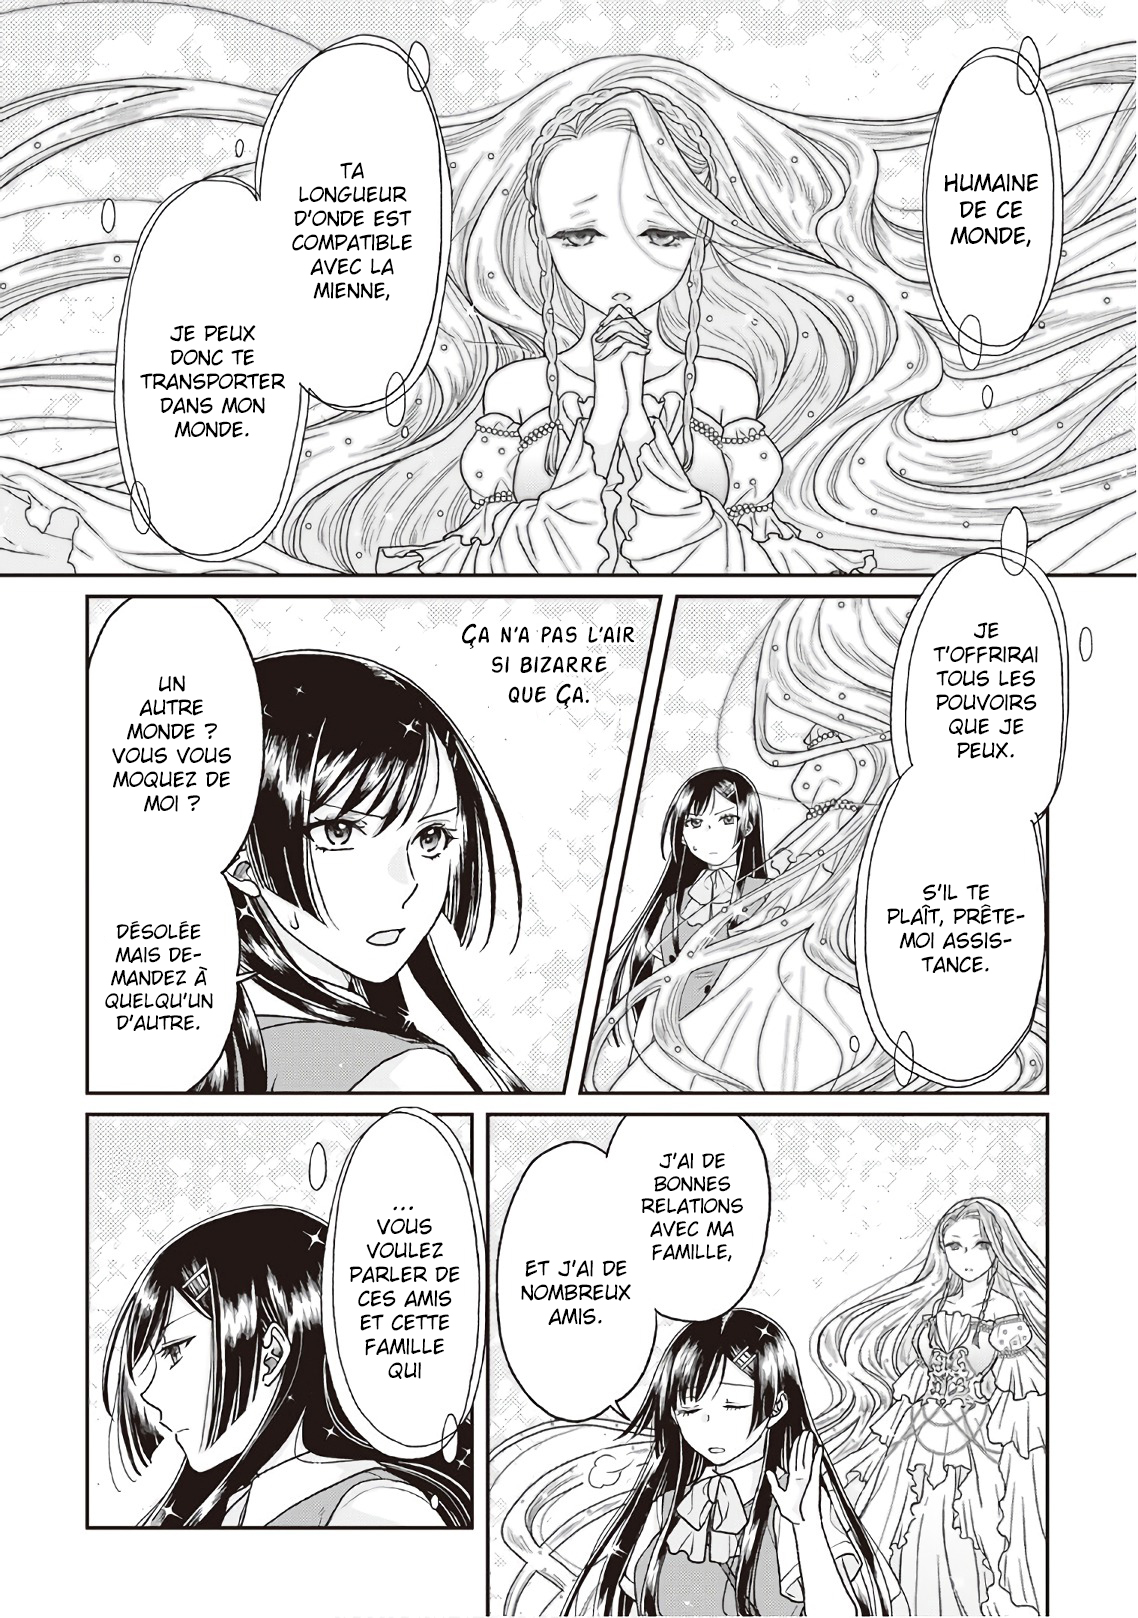 HUMAINE
DE CE
MONDE,
TA
LONGUEUR
D'ONDE EST
COMPATIBLE
AVEC LA
MIENNE,
JE PEUX
DONC TE
TRANSPORTER
DANS MON
MONDE.
JE
T'OFFRIRAI
TOUS LES
POUVOIRS
QUE JE
PEUX.
S'IL TE
PLAÎT, PRÊTE-
MOI ASSIS-
TANCE.
ÇA N'A PAS L'AIR
SI BIZARRE
QUE ÇA.
UN
AUTRE
MONDE ?
VOUS VOUS
MOQUEZ DE
MOI ?
DÉSOLÉE
MAIS DE-
MANDEZ À
QUELQU'UN
D'AUTRE.
J'AI DE
BONNES
RELATIONS
AVEC MA
FAMILLE,
ET J'AI DE
NOMBREUX
AMIS.
...
VOUS
VOULEZ
PARLER DE
CES AMIS
ET CETTE
FAMILLE
QUI